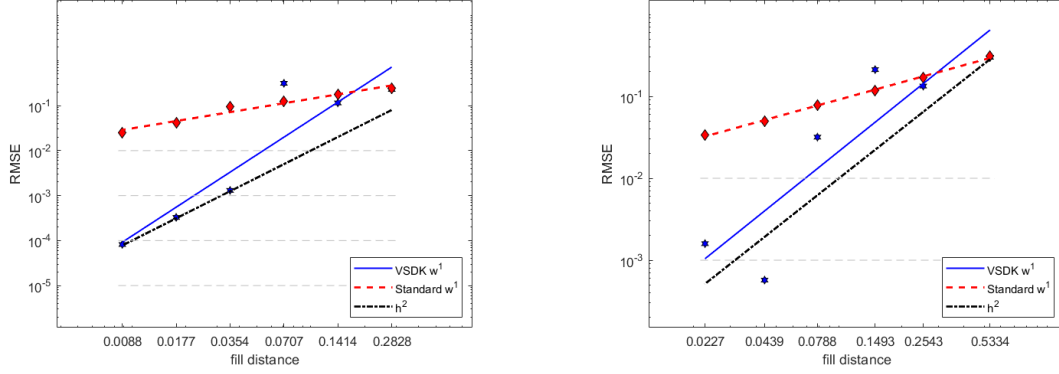 RMSE
10^-1
10^-2
10^-3
10^-4
10^-5
0.0088 0.0177 0.0354 0.0707 0.1414 0.2828
fill distance
VSDK w^1
Standard w^1
h^2
RMSE
10^-1
10^-2
10^-3
0.0227 0.0439 0.0788 0.1493 0.2543 0.5334
fill distance
VSDK w^1
Standard w^1
h^2